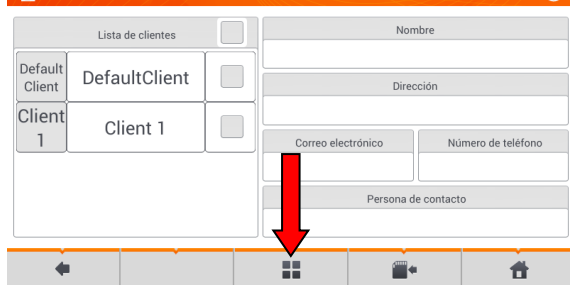 Lista de clientes
Default
Client
DefaultClient
Client
1
Client 1
Nombre
Dirección
Correo electrónico
Número de teléfono
Persona de contacto